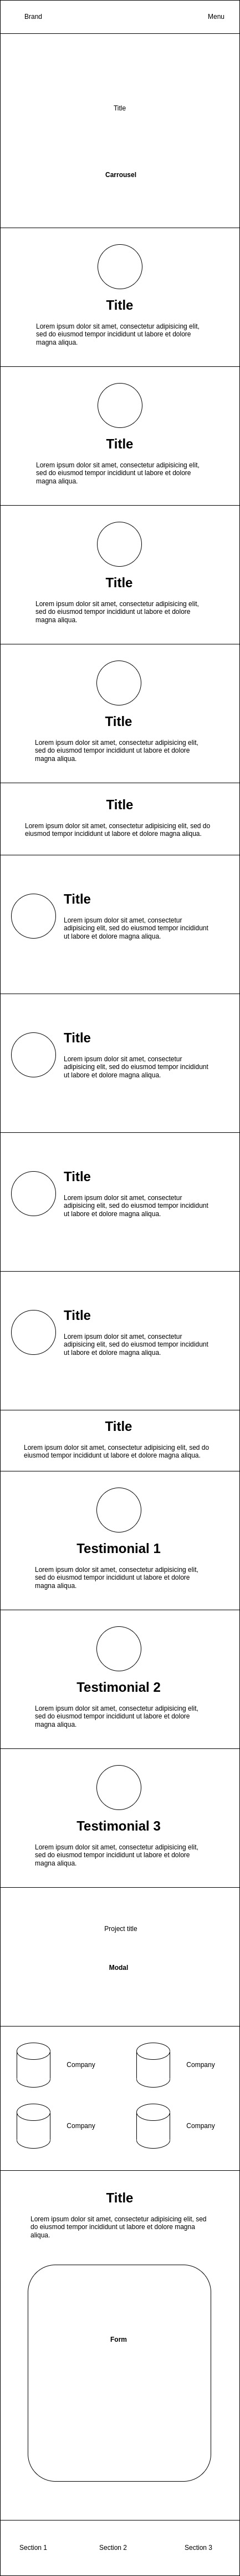 Brand Menu
Title
Carrousel
Title
Lorem ipsum dolor sit amet, consectetur adipisicing elit,
sed do eiusmod tempor incididunt ut labore et dolore
magna aliqua.
Title
Lorem ipsum dolor sit amet, consectetur adipisicing elit,
sed do eiusmod tempor incididunt ut labore et dolore
magna aliqua.
Title
Lorem ipsum dolor sit amet, consectetur adipisicing elit,
sed do eiusmod tempor incididunt ut labore et dolore
magna aliqua.
Title
Lorem ipsum dolor sit amet, consectetur adipisicing elit,
sed do eiusmod tempor incididunt ut labore et dolore
magna aliqua.
Title
Lorem ipsum dolor sit amet, consectetur adipisicing elit, sed do
eiusmod tempor incididunt ut labore et dolore magna aliqua.
Title
Lorem ipsum dolor sit amet, consectetur
adipisicing elit, sed do eiusmod tempor incididunt
ut labore et dolore magna aliqua.
Title
Lorem ipsum dolor sit amet, consectetur
adipisicing elit, sed do eiusmod tempor incididunt
ut labore et dolore magna aliqua.
Title
Lorem ipsum dolor sit amet, consectetur
adipisicing elit, sed do eiusmod tempor incididunt
ut labore et dolore magna aliqua.
Title
Lorem ipsum dolor sit amet, consectetur
adipisicing elit, sed do eiusmod tempor incididunt
ut labore et dolore magna aliqua.
Title
Lorem ipsum dolor sit amet, consectetur adipisicing elit, sed do
eiusmod tempor incididunt ut labore et dolore magna aliqua.
Testimonial 1
Lorem ipsum dolor sit amet, consectetur adipisicing elit,
sed do eiusmod tempor incididunt ut labore et dolore
magna aliqua.
Testimonial 2
Lorem ipsum dolor sit amet, consectetur adipisicing elit,
sed do eiusmod tempor incididunt ut labore et dolore
magna aliqua.
Testimonial 3
Lorem ipsum dolor sit amet, consectetur adipisicing elit,
sed do eiusmod tempor incididunt ut labore et dolore
magna aliqua.
Project title
Modal
Company Company
Company Company
Title
Lorem ipsum dolor sit amet, consectetur adipisicing elit, sed
do eiusmod tempor incididunt ut labore et dolore magna
aliqua.
Form
Section 1 Section 2 Section 3